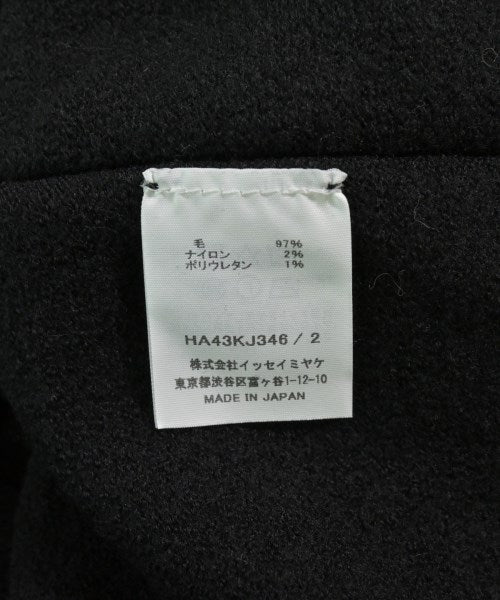 毛 97%
ナイロン 2%
ポリウレタン 1%
HA43KJ346 / 2
株式会社イッセイミヤケ
東京都渋谷区富ヶ谷1-12-10
MADE IN JAPAN